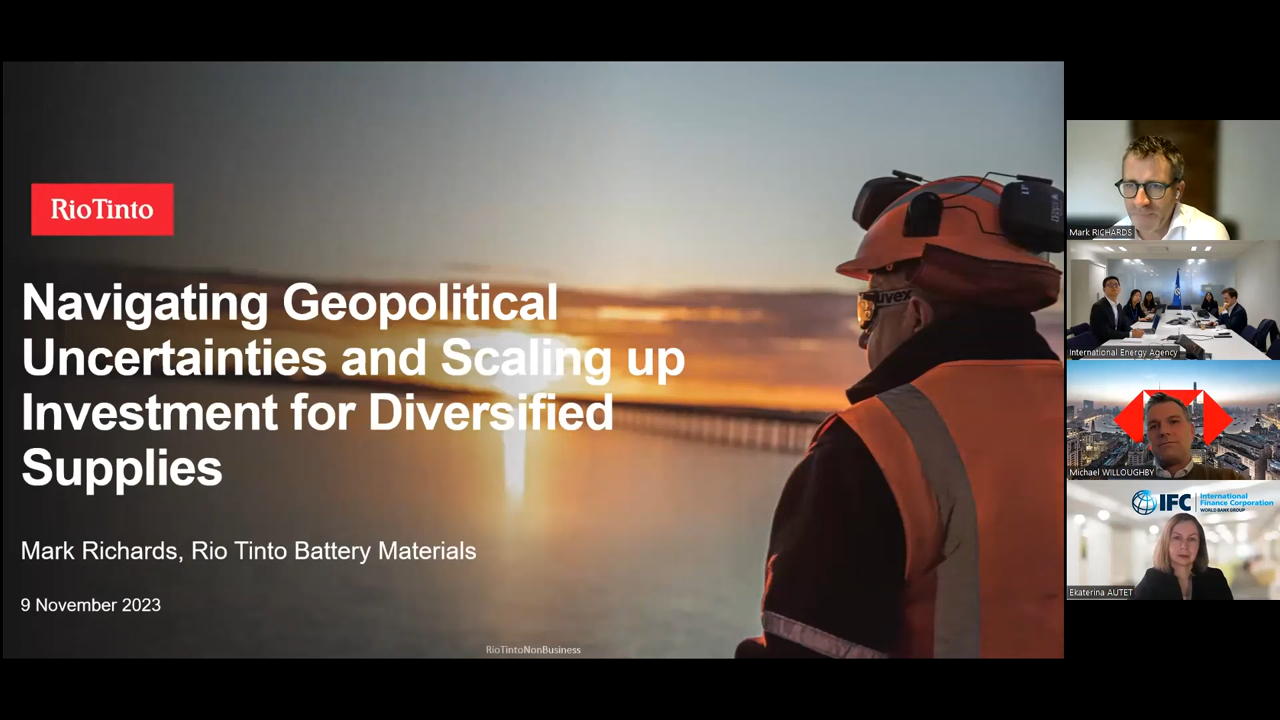 RioTinto
Navigating Geopolitical
Uncertainties and Scaling up
Investment for Diversified
Supplies
Mark Richards, Rio Tinto Battery Materials
9 November 2023
RioTintoNonBusiness
uvex
Mark RICHARDS
International Energy Agency
Michael WILLOUGHBY
IFC
International
Finance Corporation
WORLD BANK GROUP
Ekaterina AUTET